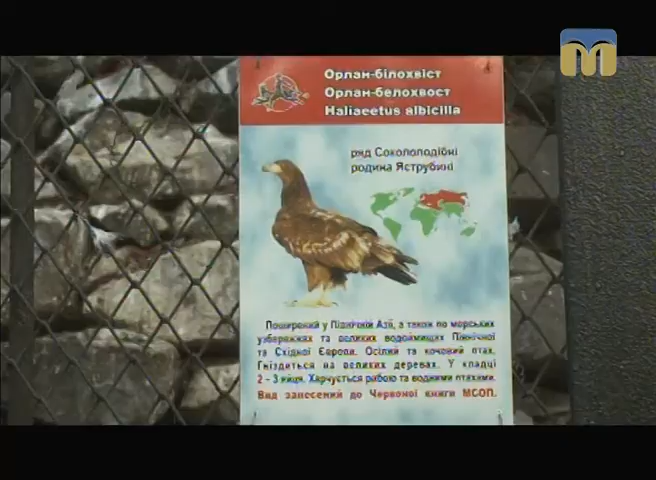 Орлан-білохвіст
Орлан-белохвост
Haliaeetus albicilla
ряд Соколоподібні
родина Яструбині
Поширений у Північній Азії, а також по морських
узбережжях та великих водоймищах Північної
та Східної Європи. Осілий та кочовий птах.
Гніздиться на великих деревах. У кладці
2 - 3 яйця. Харчується рибою та водними птахами.
Вид занесений до Червоної книги МСОП.